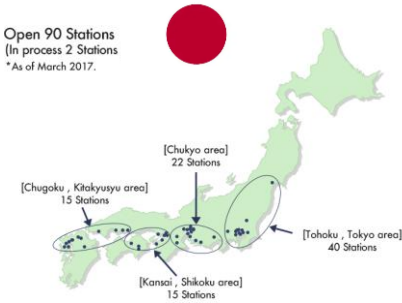 Open 90 Stations
(In process 2 Stations
*As of March 2017.
[Chukyo area]
22 Stations
[Chugoku , Kitakyusyu area]
15 Stations
[Tohoku , Tokyo area]
40 Stations
[Kansai , Shikoku area]
15 Stations